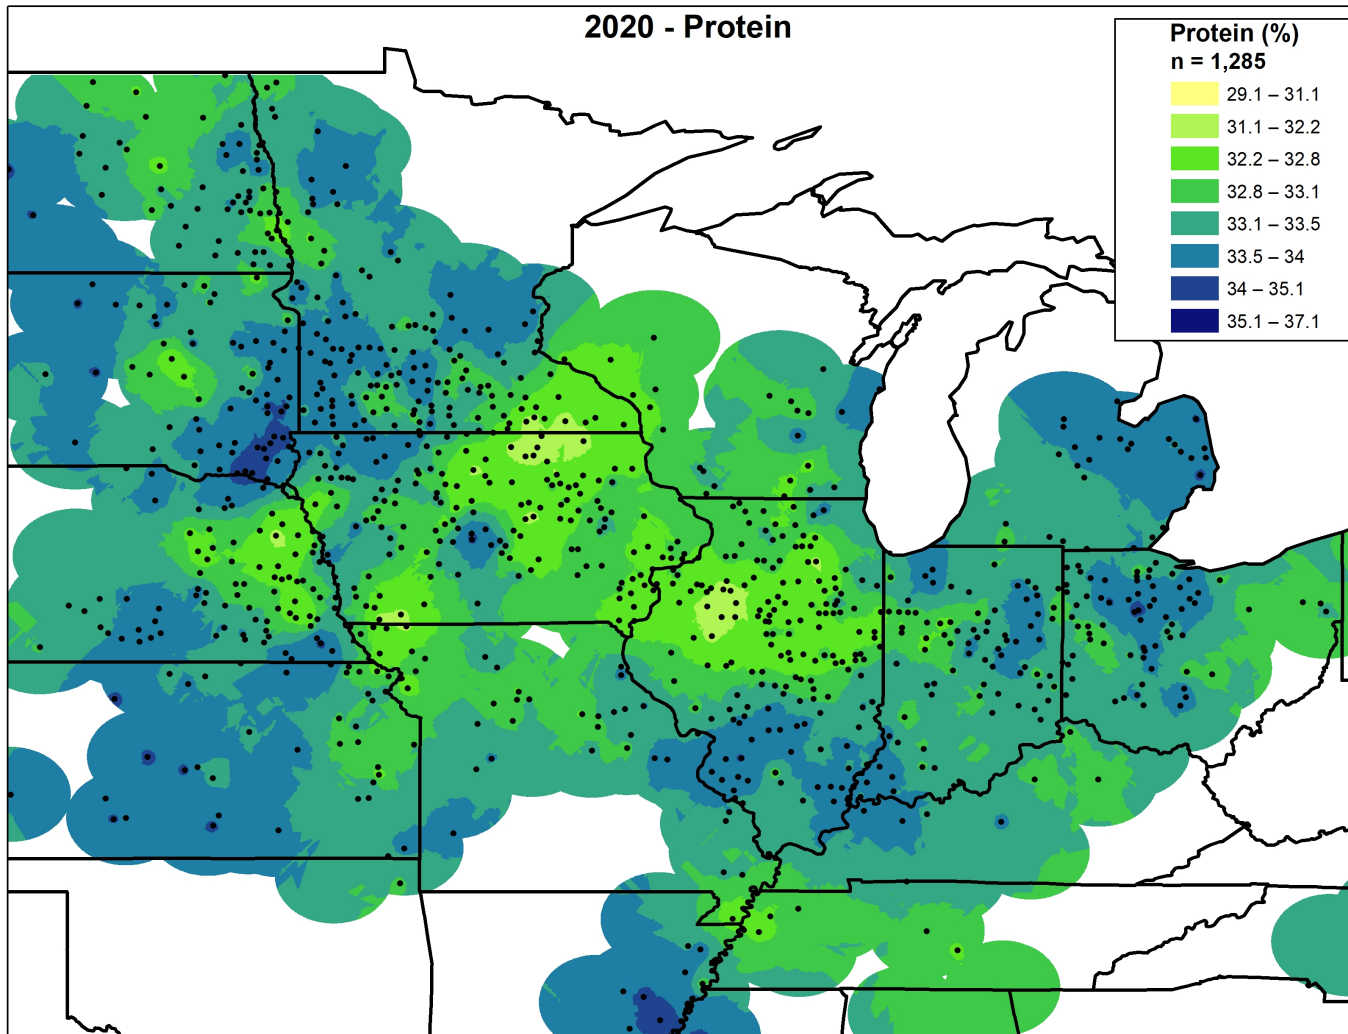 2020 - Protein
Protein (%)
n = 1,285
29.1 – 31.1
31.1 – 32.2
32.2 – 32.8
32.8 – 33.1
33.1 – 33.5
33.5 – 34
34 – 35.1
35.1 – 37.1